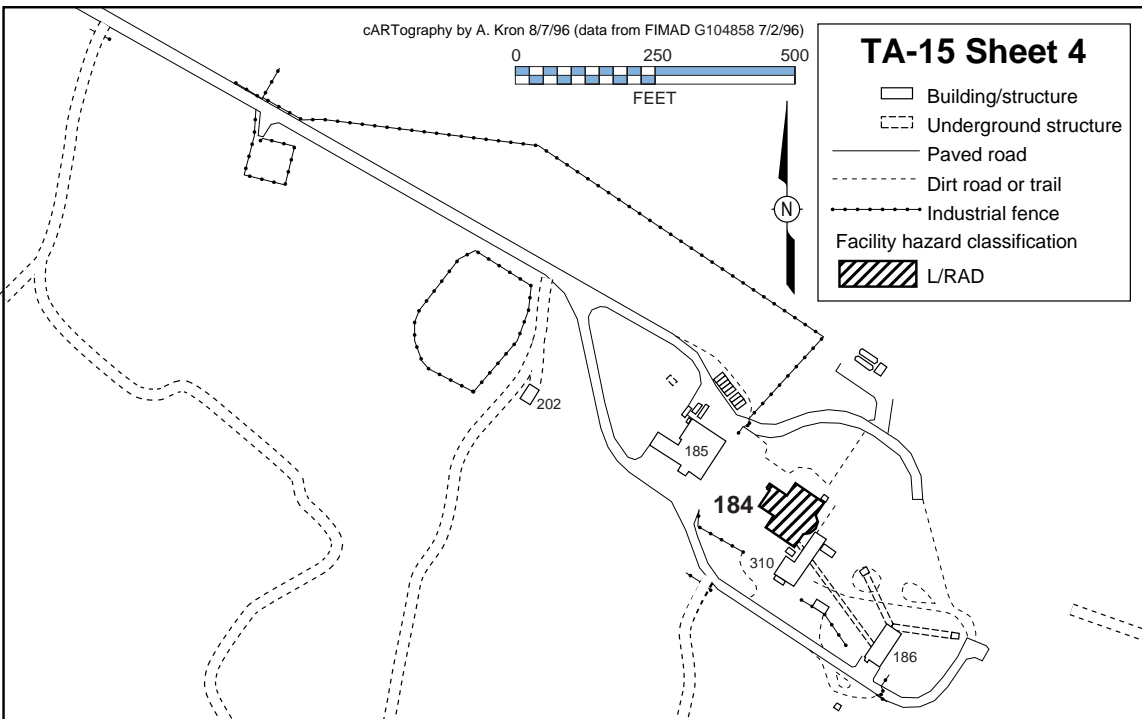 cARTography by A. Kron 8/7/96 (data from FIMAD G104858 7/2/96)
0 250 500
FEET
N
TA-15 Sheet 4
Building/structure
Underground structure
Paved road
Dirt road or trail
Industrial fence
Facility hazard classification
L/RAD
202
185
184
310
186